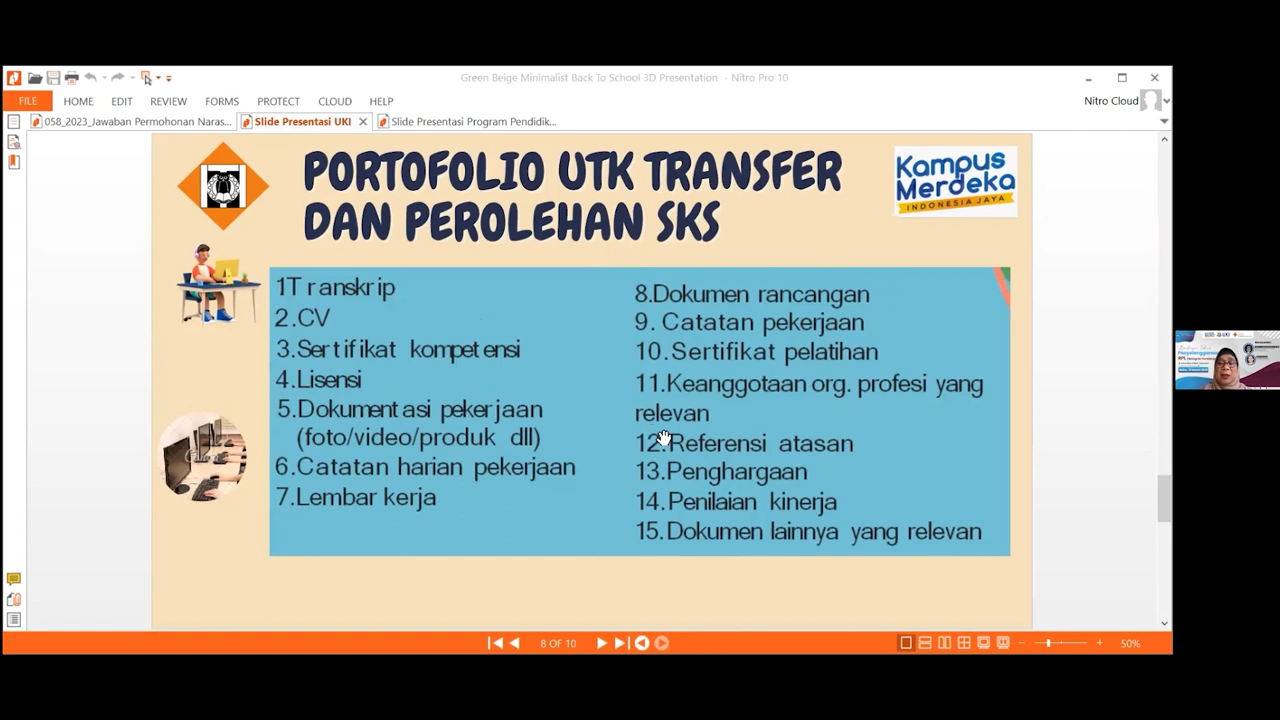 Green Beige Minimalist Back To School 3D Presentation - Nitro Pro 10
FILE HOME EDIT REVIEW FORMS PROTECT CLOUD HELP
Nitro Cloud
058_2023_Jawaban Permohonan Naras...
Slide Presentasi UKI
Slide Presentasi Program Pendidik...
PORTOFOLIO UTK TRANSFER
DAN PEROLEHAN SKS
Kampus
Merdeka
INDONESIA JAYA
1Transkrip
2.CV
3.Sertifikat kompetensi
4.Lisensi
5.Dokumentasi pekerjaan
(foto/video/produk dll)
6.Catatan harian pekerjaan
7.Lembar kerja
8.Dokumen rancangan
9. Catatan pekerjaan
10.Sertifikat pelatihan
11.Keanggotaan org. profesi yang
relevan
12.Referensi atasan
13.Penghargaan
14.Penilaian kinerja
15.Dokumen lainnya yang relevan
8 OF 10
50%